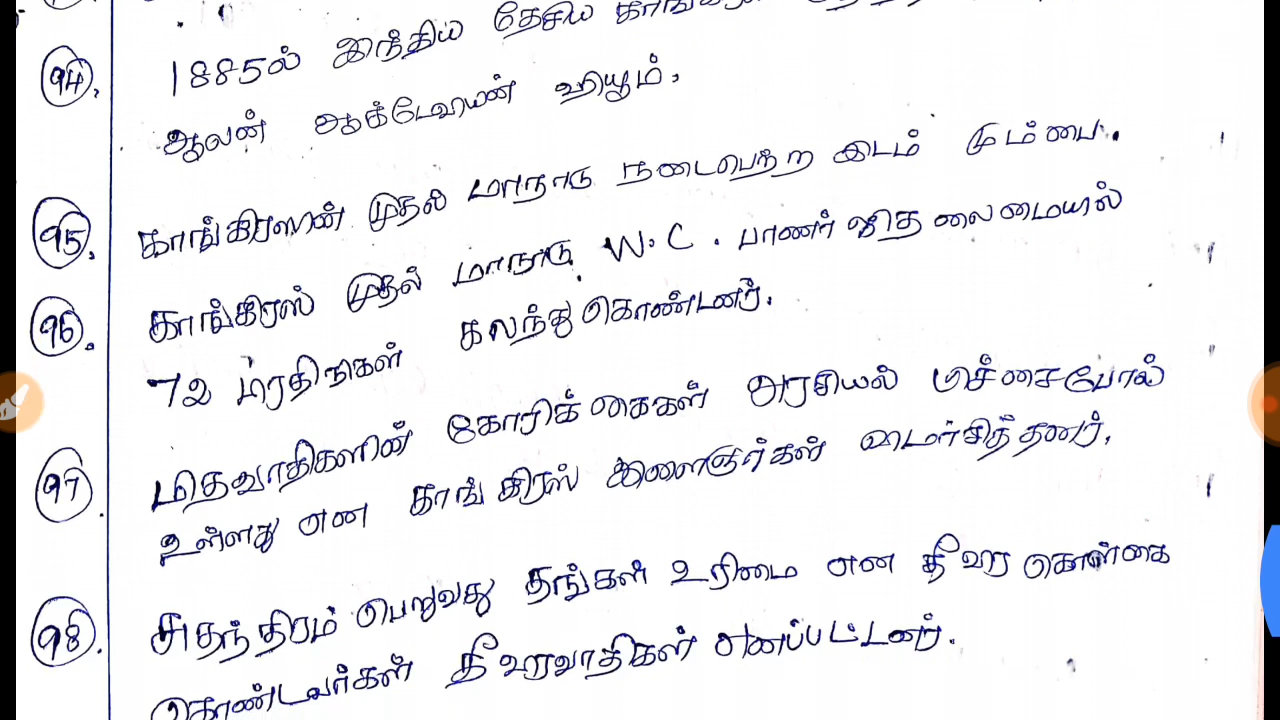 94. 1885ல் இந்திய தேசிய
ஆலன் ஆக்டேவியன் ஹியூம்.
95. காங்கிரஸின் முதல் மாநாடு நடைபெற்ற இடம் மும்பை.
96. காங்கிரஸ் முதல் மாநாடு W.C. பானர்ஜி தலைமையில்
72 பிரதிநிகள் கலந்து கொண்டனர்.
97. மிதவாதிகளின் கோரிக்கைகள் அரசியல் பிச்சைபோல்
உள்ளது என காங்கிரஸ் இளைஞர்கள் விமர்சித்தனர்.
98. சுதந்திரம் பெறுவது தங்கள் உரிமை என தீவிர கொள்கை
கொண்டவர்கள் தீவிரவாதிகள் எனப்பட்டனர்.